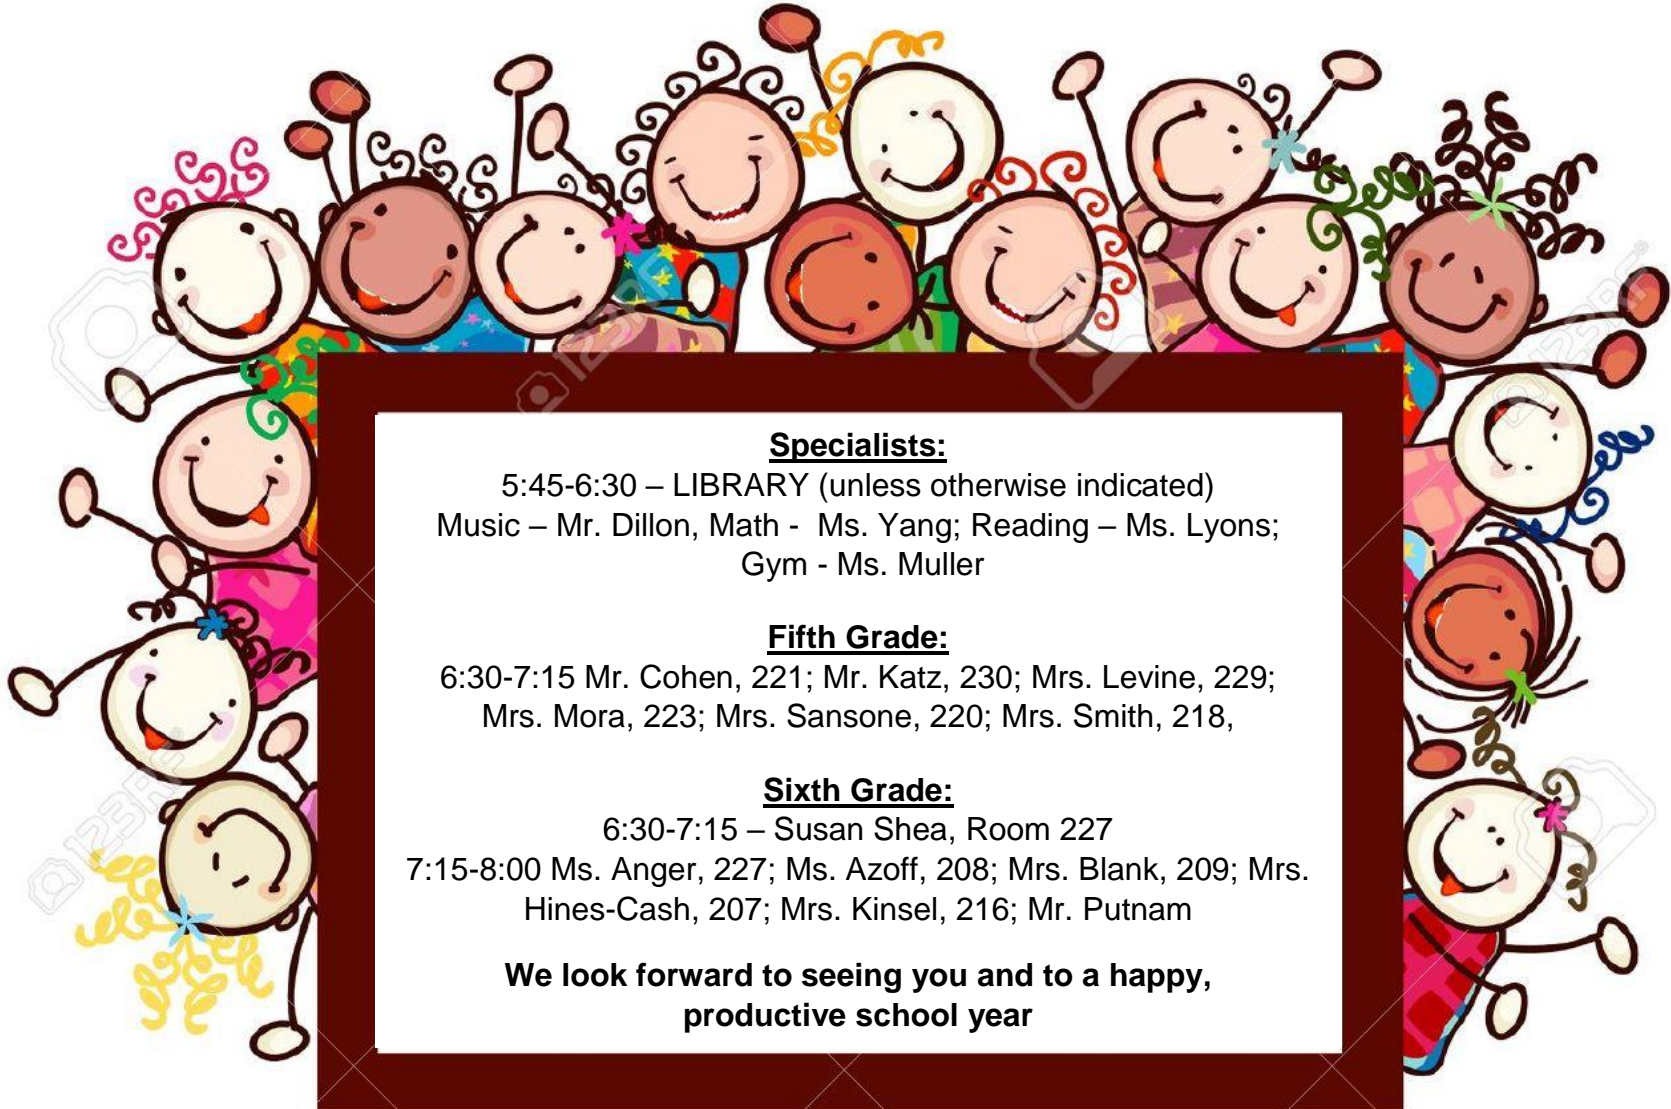 Specialists:
5:45-6:30 – LIBRARY (unless otherwise indicated)
Music – Mr. Dillon, Math -  Ms. Yang; Reading – Ms. Lyons;
Gym - Ms. Muller
Fifth Grade:
6:30-7:15 Mr. Cohen, 221; Mr. Katz, 230; Mrs. Levine, 229;
Mrs. Mora, 223; Mrs. Sansone, 220; Mrs. Smith, 218,
Sixth Grade:
6:30-7:15 – Susan Shea, Room 227
7:15-8:00 Ms. Anger, 227; Ms. Azoff, 208; Mrs. Blank, 209; Mrs.
Hines-Cash, 207; Mrs. Kinsel, 216; Mr. Putnam
We look forward to seeing you and to a happy,
productive school year
123RF
123RF
123RF